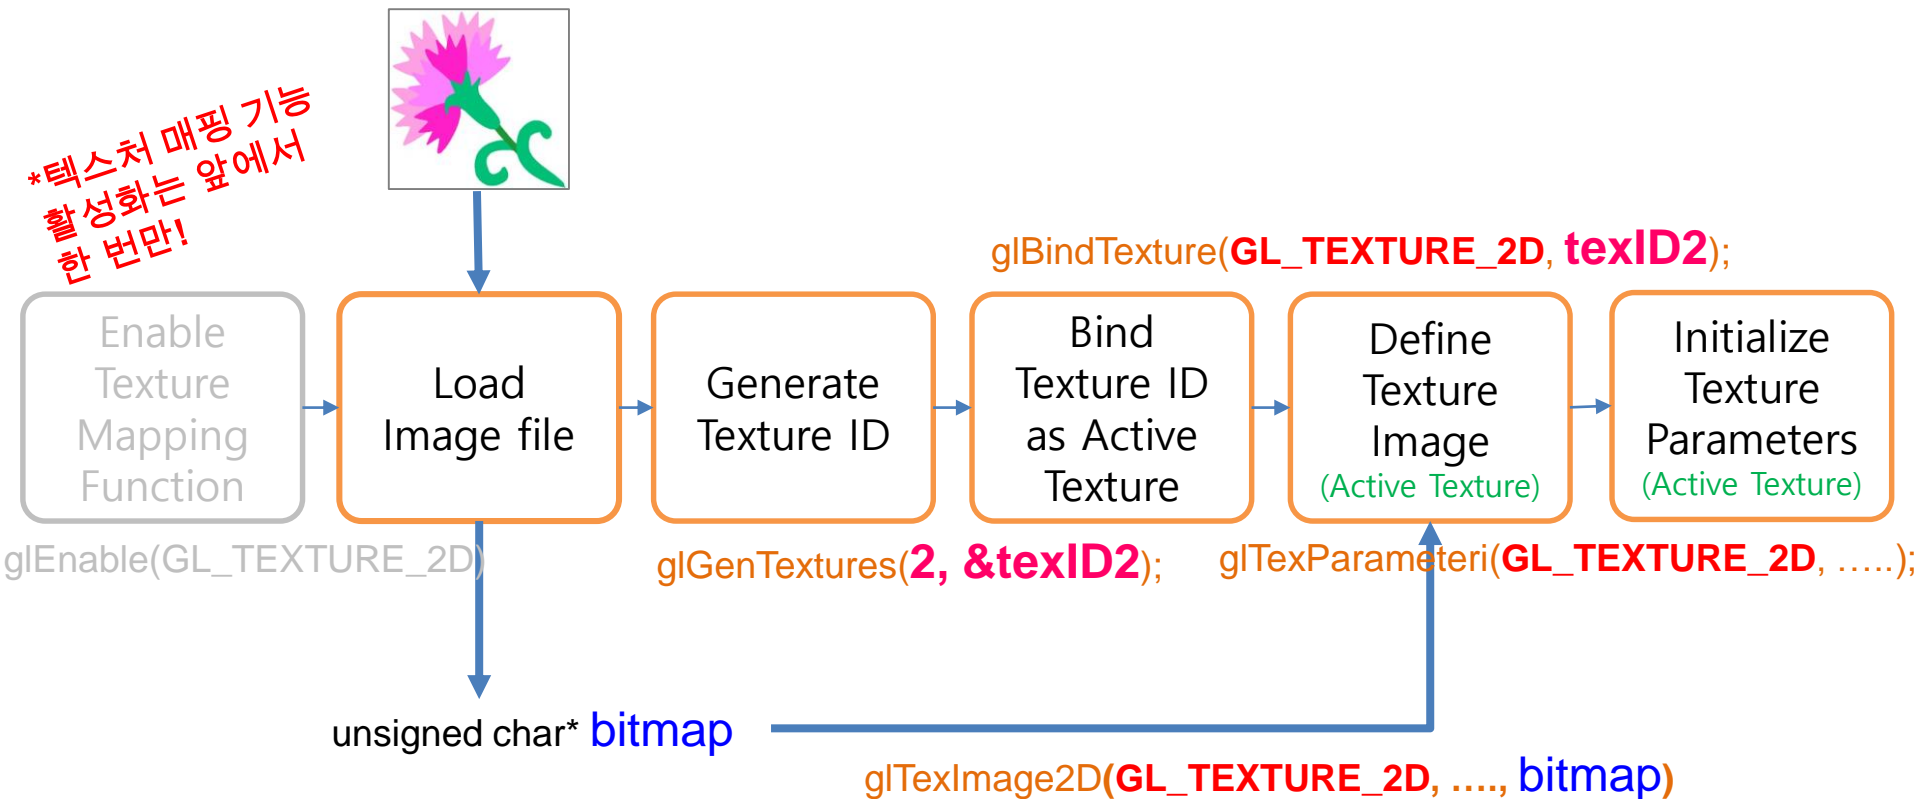 *텍스처 매핑 기능
활성화는 앞에서
한 번만!
glBindTexture(GL_TEXTURE_2D, texID2);
Enable
Texture
Mapping
Function
Load
Image file
Generate
Texture ID
Bind
Texture ID
as Active
Texture
Define
Texture
Image
(Active Texture)
Initialize
Texture
Parameters
(Active Texture)
glEnable(GL_TEXTURE_2D)
glGenTextures(2, &texID2);
glTexParameteri(GL_TEXTURE_2D, .....);
unsigned char* bitmap
glTexImage2D(GL_TEXTURE_2D, ...., bitmap)